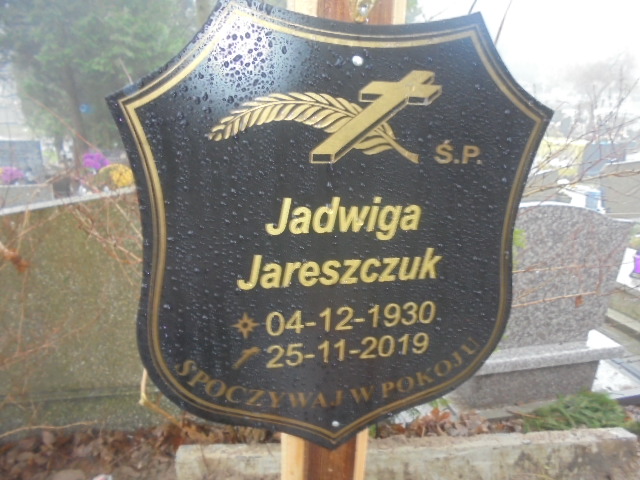 Ś.P.
Jadwiga
Jareszczuk
04-12-1930
25-11-2019
SPOCZYWAJ W POKOJU